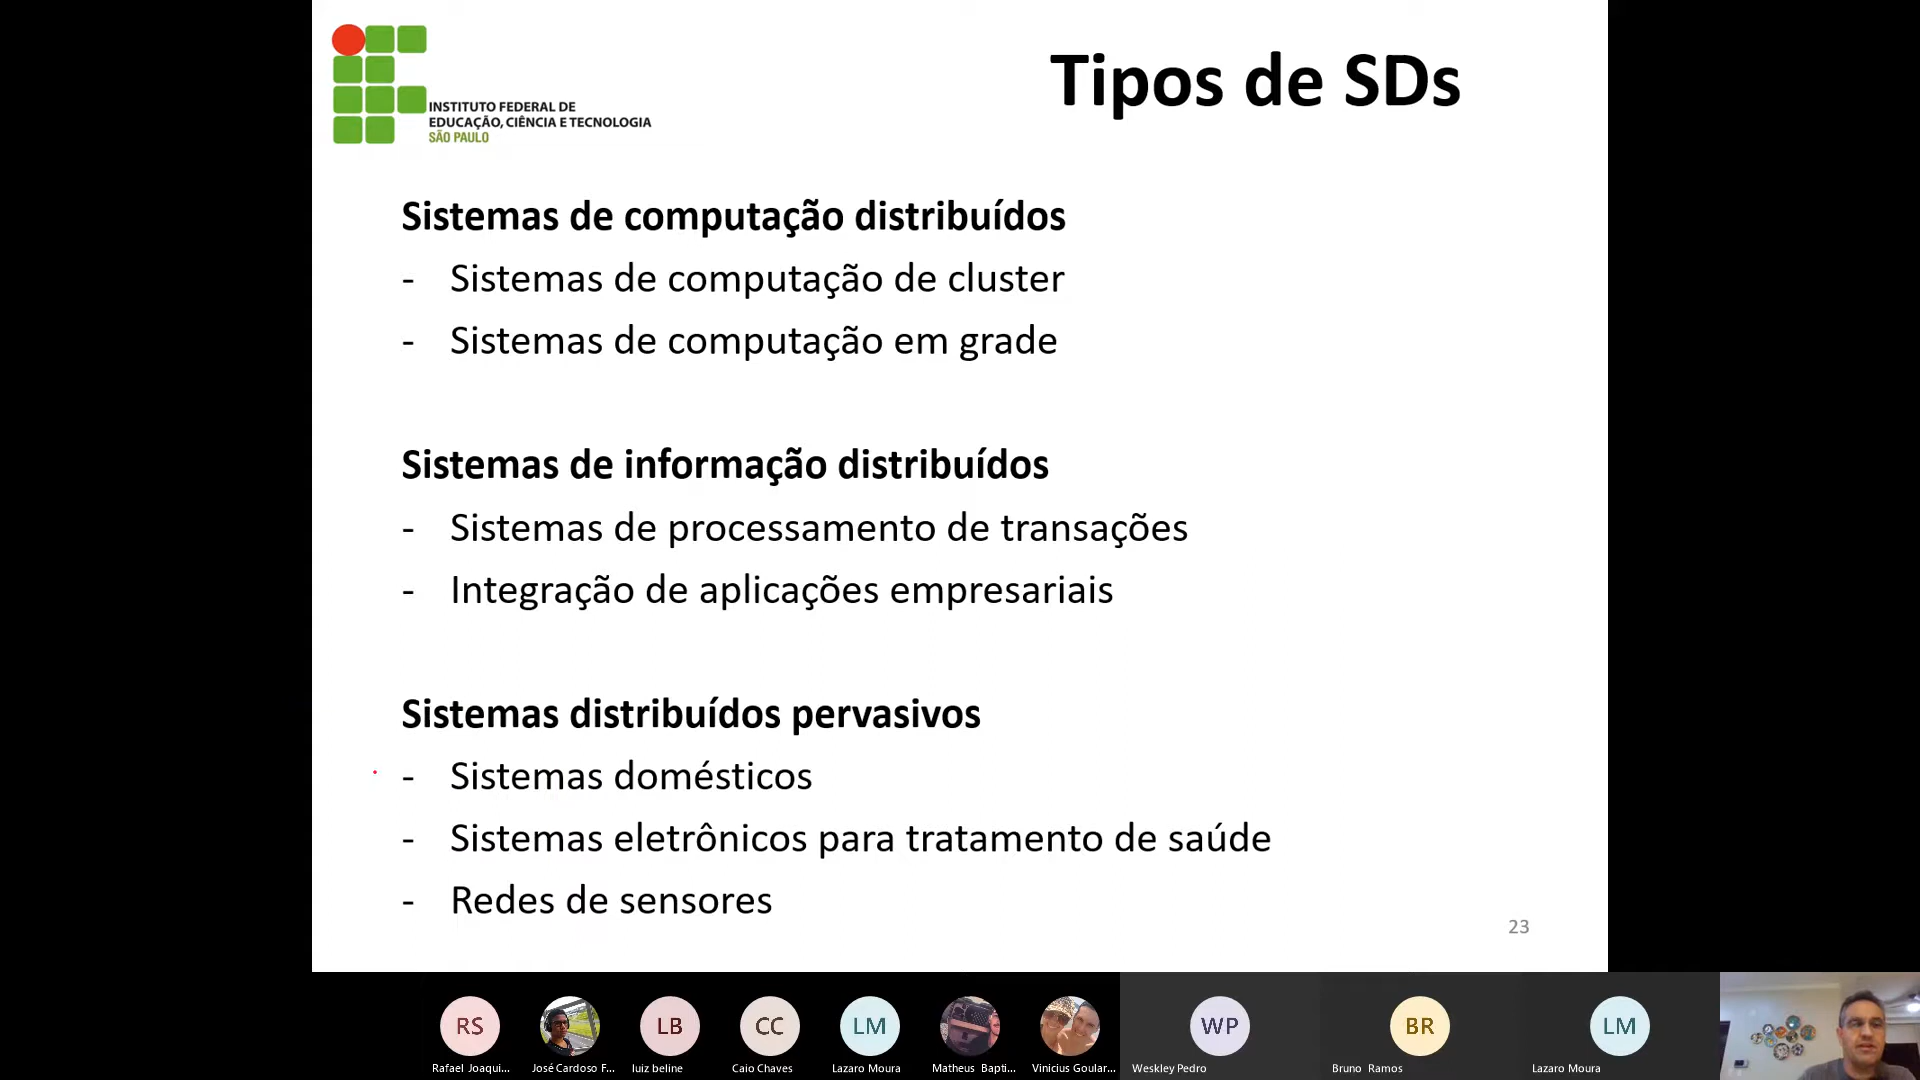 INSTITUTO FEDERAL DE
EDUCAÇÃO, CIÊNCIA E TECNOLOGIA
SÃO PAULO
Tipos de SDs
Sistemas de computação distribuídos
- Sistemas de computação de cluster
- Sistemas de computação em grade
Sistemas de informação distribuídos
- Sistemas de processamento de transações
- Integração de aplicações empresariais
Sistemas distribuídos pervasivos
- Sistemas domésticos
- Sistemas eletrônicos para tratamento de saúde
- Redes de sensores
23
RS LB CC LM WP BR LM
Rafael Joaqui... José Cardoso F... luiz beline Caio Chaves Lazaro Moura Matheus Bapti... Vinicius Goular... Weskley Pedro Bruno Ramos Lazaro Moura